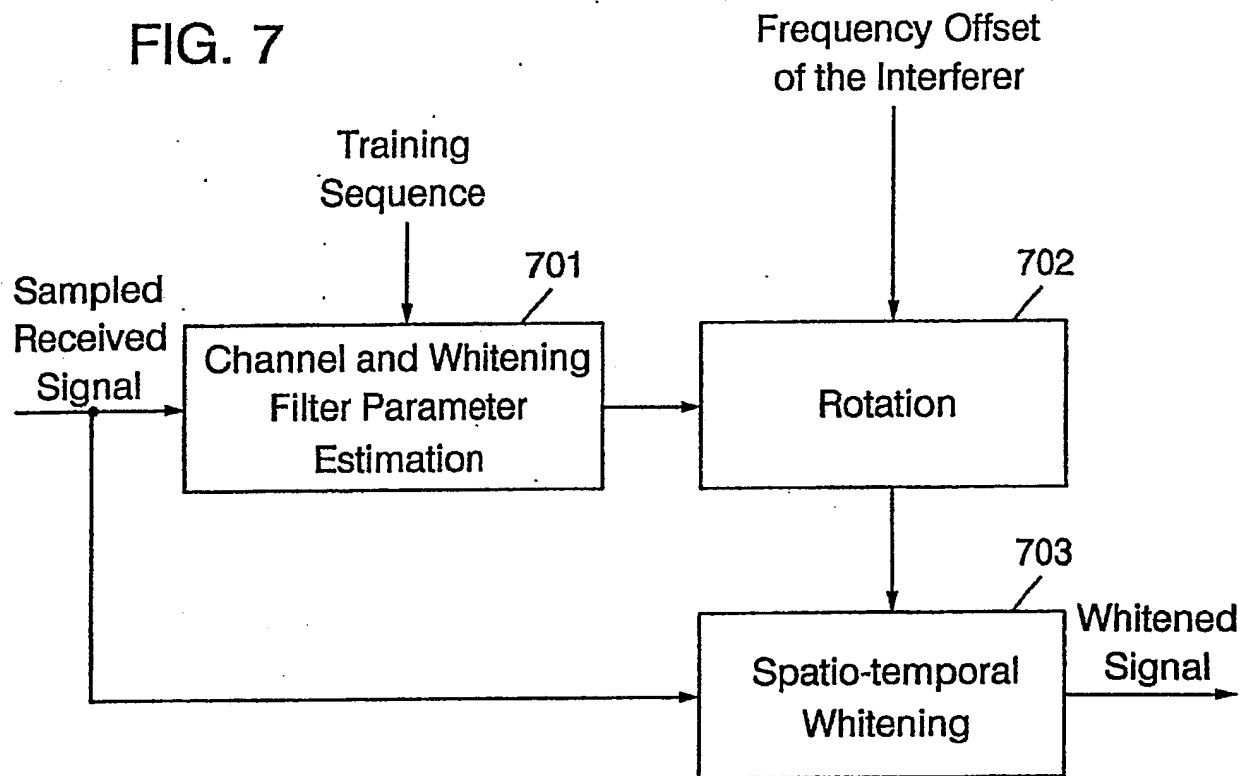 FIG. 7
Frequency Offset
of the Interferer
Training
Sequence
701
702
Sampled
Received
Signal
Channel and Whitening
Filter Parameter
Estimation
Rotation
703
Spatio-temporal
Whitening
Whitened
Signal